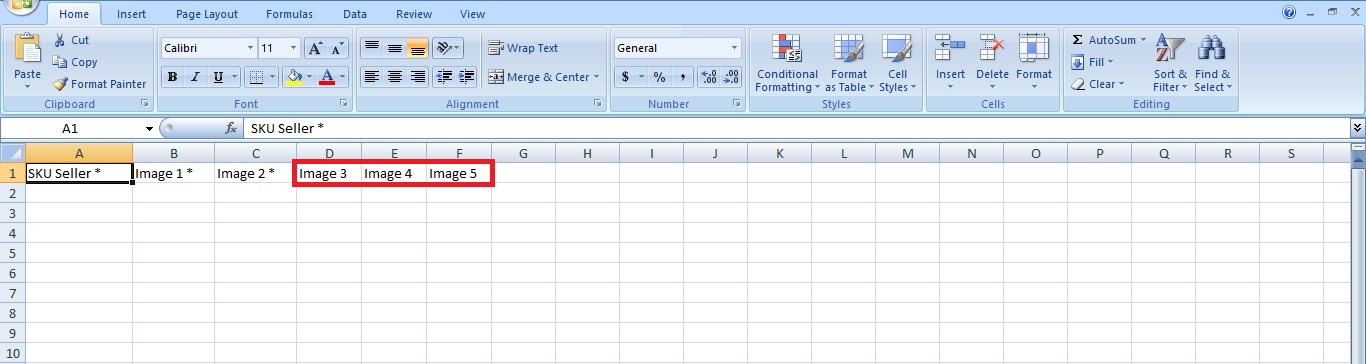 Home Insert Page Layout Formulas Data Review View
Cut
Copy
Format Painter
Paste
Clipboard
Calibri 11 A A
B I U A
Font
Wrap Text
Merge & Center
Alignment
General
$ % , .00 .0
Number
Conditional Formatting
Format as Table
Cell Styles
Styles
Insert Delete Format
Cells
Σ AutoSum
Fill
Clear
Sort & Filter
Find & Select
Editing
A1 fx SKU Seller *
A B C D E F G H I J K L M N O P Q R S
1 SKU Seller * Image 1 * Image 2 * Image 3 Image 4 Image 5
2
3
4
5
6
7
8
9
10